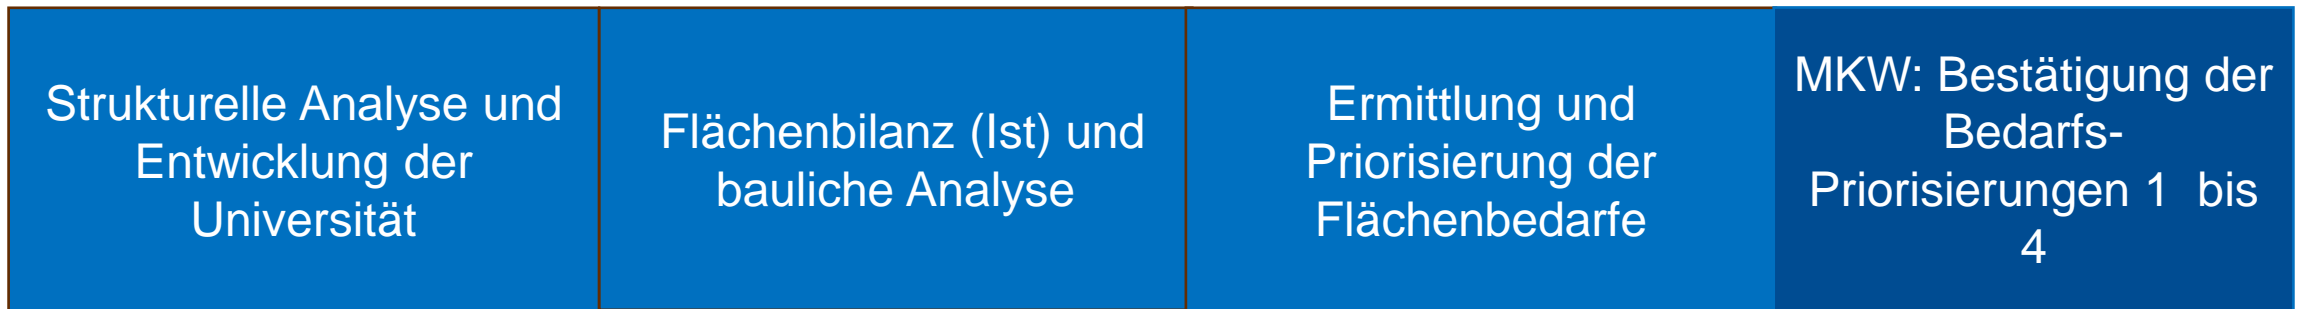 Strukturelle Analyse und
Entwicklung der
Universität
Flächenbilanz (Ist) und
bauliche Analyse
Ermittlung und
Priorisierung der
Flächenbedarfe
MKW: Bestätigung der
Bedarfs-
Priorisierungen 1  bis
4